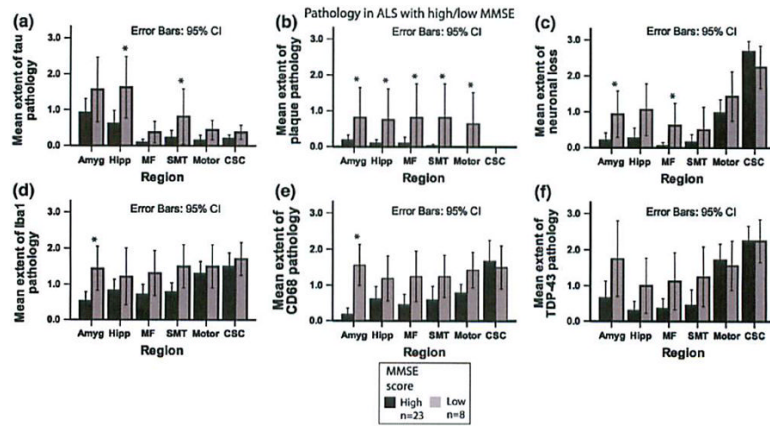 Pathology in ALS with high/low MMSE
(a)
Error Bars: 95% CI
Mean extent of tau
pathology
3.0
2.0
1.0
0.0
*
*
Amyg Hipp MF SMT Motor CSC
Region
(b)
Error Bars: 95% CI
Mean extent of
plaque pathology
3.0
2.0
1.0
0.0
* * * * *
Amyg Hipp MF SMT Motor CSC
Region
(c)
Error Bars: 95% CI
Mean extent of
neuronal loss
3.0
2.0
1.0
0.0
*
*
Amyg Hipp MF SMT Motor CSC
Region
(d)
Error Bars: 95% CI
Mean extent of Iba1
pathology
3.0
2.0
1.0
0.0
*
Amyg Hipp MF SMT Motor CSC
Region
(e)
Error Bars: 95% CI
Mean extent of
CD68 pathology
3.0
2.0
1.0
0.0
*
Amyg Hipp MF SMT Motor CSC
Region
(f)
Error Bars: 95% CI
Mean extent of
TDP-43 pathology
3.0
2.0
1.0
0.0
Amyg Hipp MF SMT Motor CSC
Region
MMSE
score
High Low
n=23 n=8